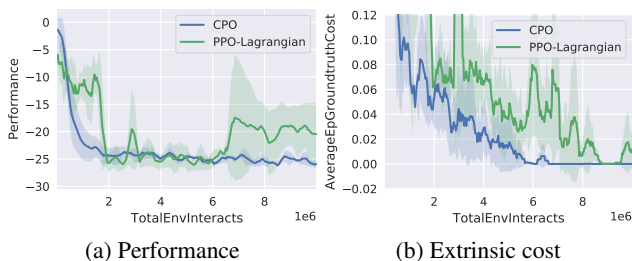 0
−5
−10
−15
−20
−25
−30
Performance
CPO
PPO-Lagrangian
2 4 6 8
1e6
TotalEnvInteracts
(a) Performance
0.12
0.10
0.08
0.06
0.04
0.02
0.00
−0.02
AverageEpGroundtruthCost
CPO
PPO-Lagrangian
2 4 6 8 10
1e6
TotalEnvInteracts
(b) Extrinsic cost